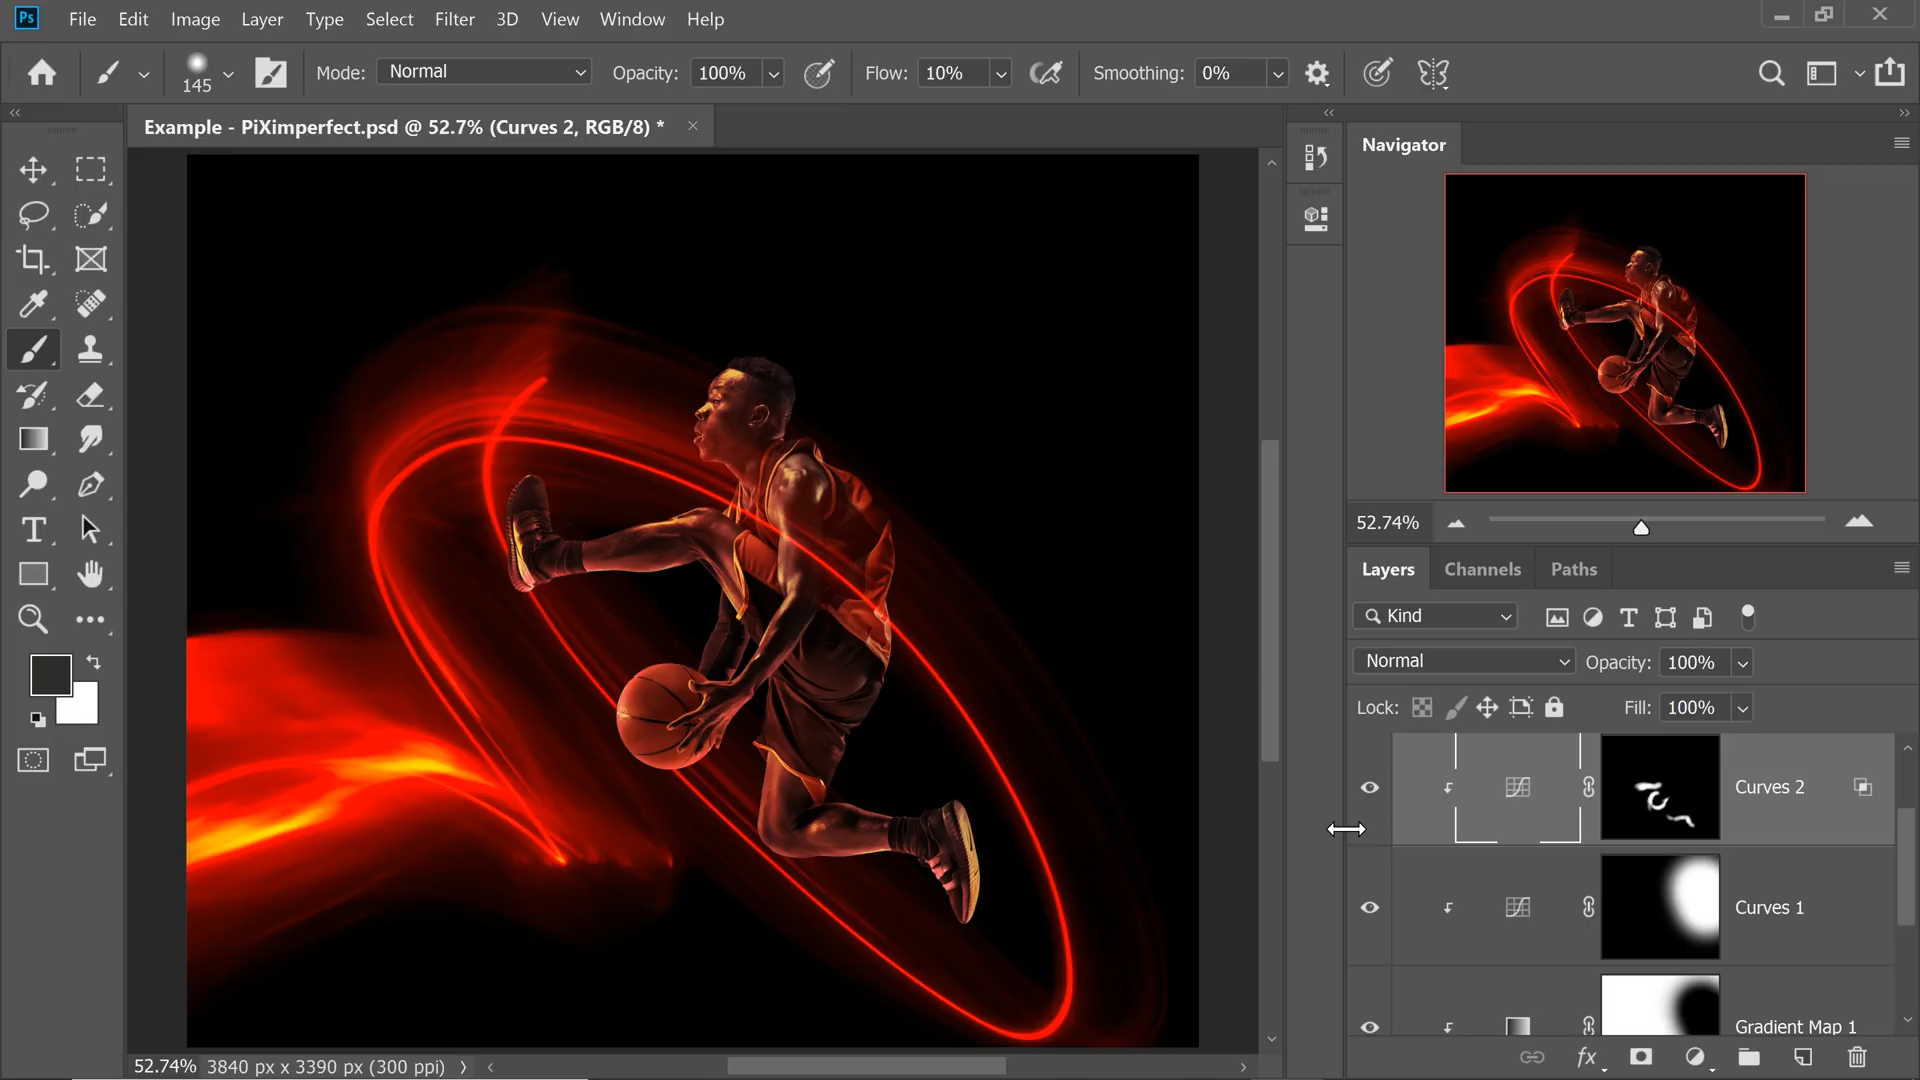 Ps File Edit Image Layer Type Select Filter 3D View Window Help
145 Mode: Normal Opacity: 100% Flow: 10% Smoothing: 0%
Example - PiXimperfect.psd @ 52.7% (Curves 2, RGB/8) *
Navigator
52.74%
Layers Channels Paths
Kind
Normal Opacity: 100%
Lock: Fill: 100%
Curves 2
Curves 1
Gradient Map 1
52.74% 3840 px x 3390 px (300 ppi)